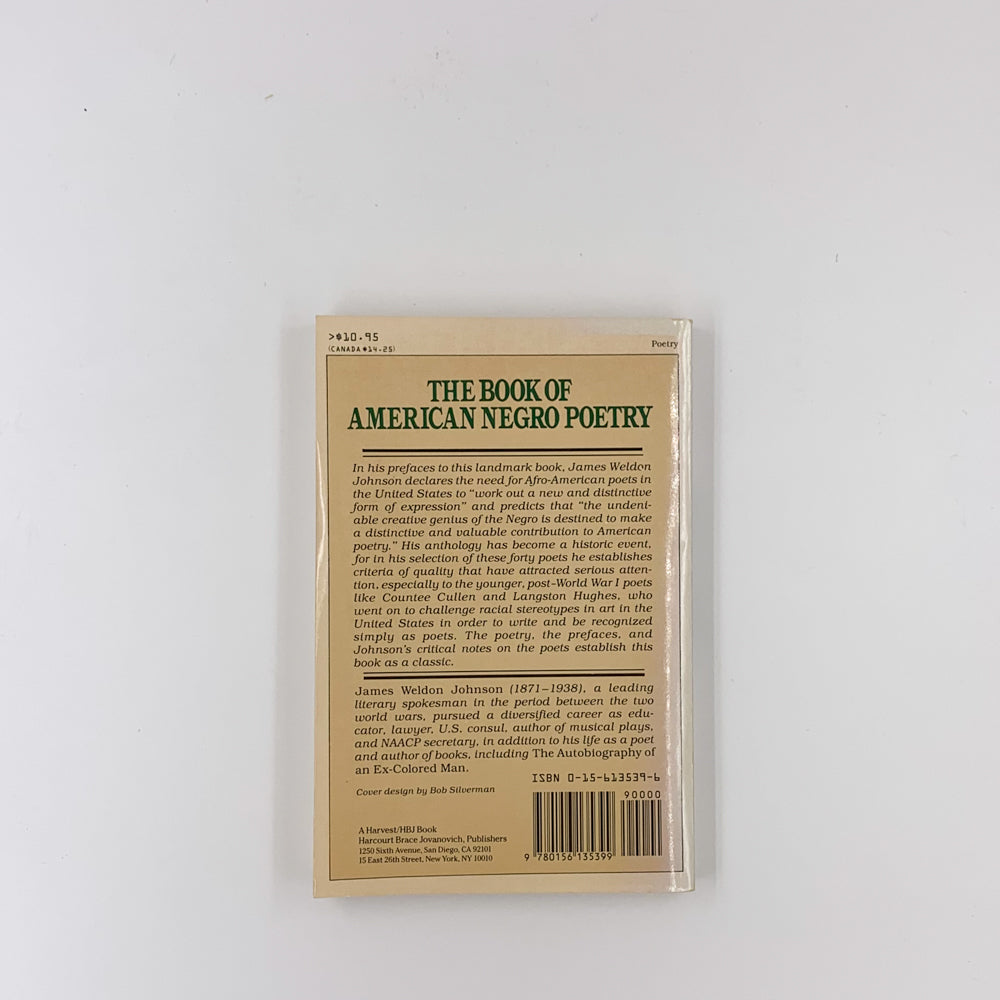 >$10.95
(CANADA $14.25)
Poetry
THE BOOK OF
AMERICAN NEGRO POETRY
In his prefaces to this landmark book, James Weldon
Johnson declares the need for Afro-American poets in
the United States to “work out a new and distinctive
form of expression” and predicts that “the undeni-
able creative genius of the Negro is destined to make
a distinctive and valuable contribution to American
poetry.” His anthology has become a historic event,
for in his selection of these forty poets he establishes
criteria of quality that have attracted serious atten-
tion, especially to the younger, post–World War I poets
like Countee Cullen and Langston Hughes, who
went on to challenge racial stereotypes in art in the
United States in order to write and be recognized
simply as poets. The poetry, the prefaces, and
Johnson's critical notes on the poets establish this
book as a classic.
James Weldon Johnson (1871–1938), a leading
literary spokesman in the period between the two
world wars, pursued a diversified career as edu-
cator, lawyer, U.S. consul, author of musical plays,
and NAACP secretary, in addition to his life as a poet
and author of books, including The Autobiography of
an Ex-Colored Man.
ISBN 0-15-613539-6
Cover design by Bob Silverman
90000
A Harvest/HBJ Book
Harcourt Brace Jovanovich, Publishers
1250 Sixth Avenue, San Diego, CA 92101
15 East 26th Street, New York, NY 10010
9 780156 135399